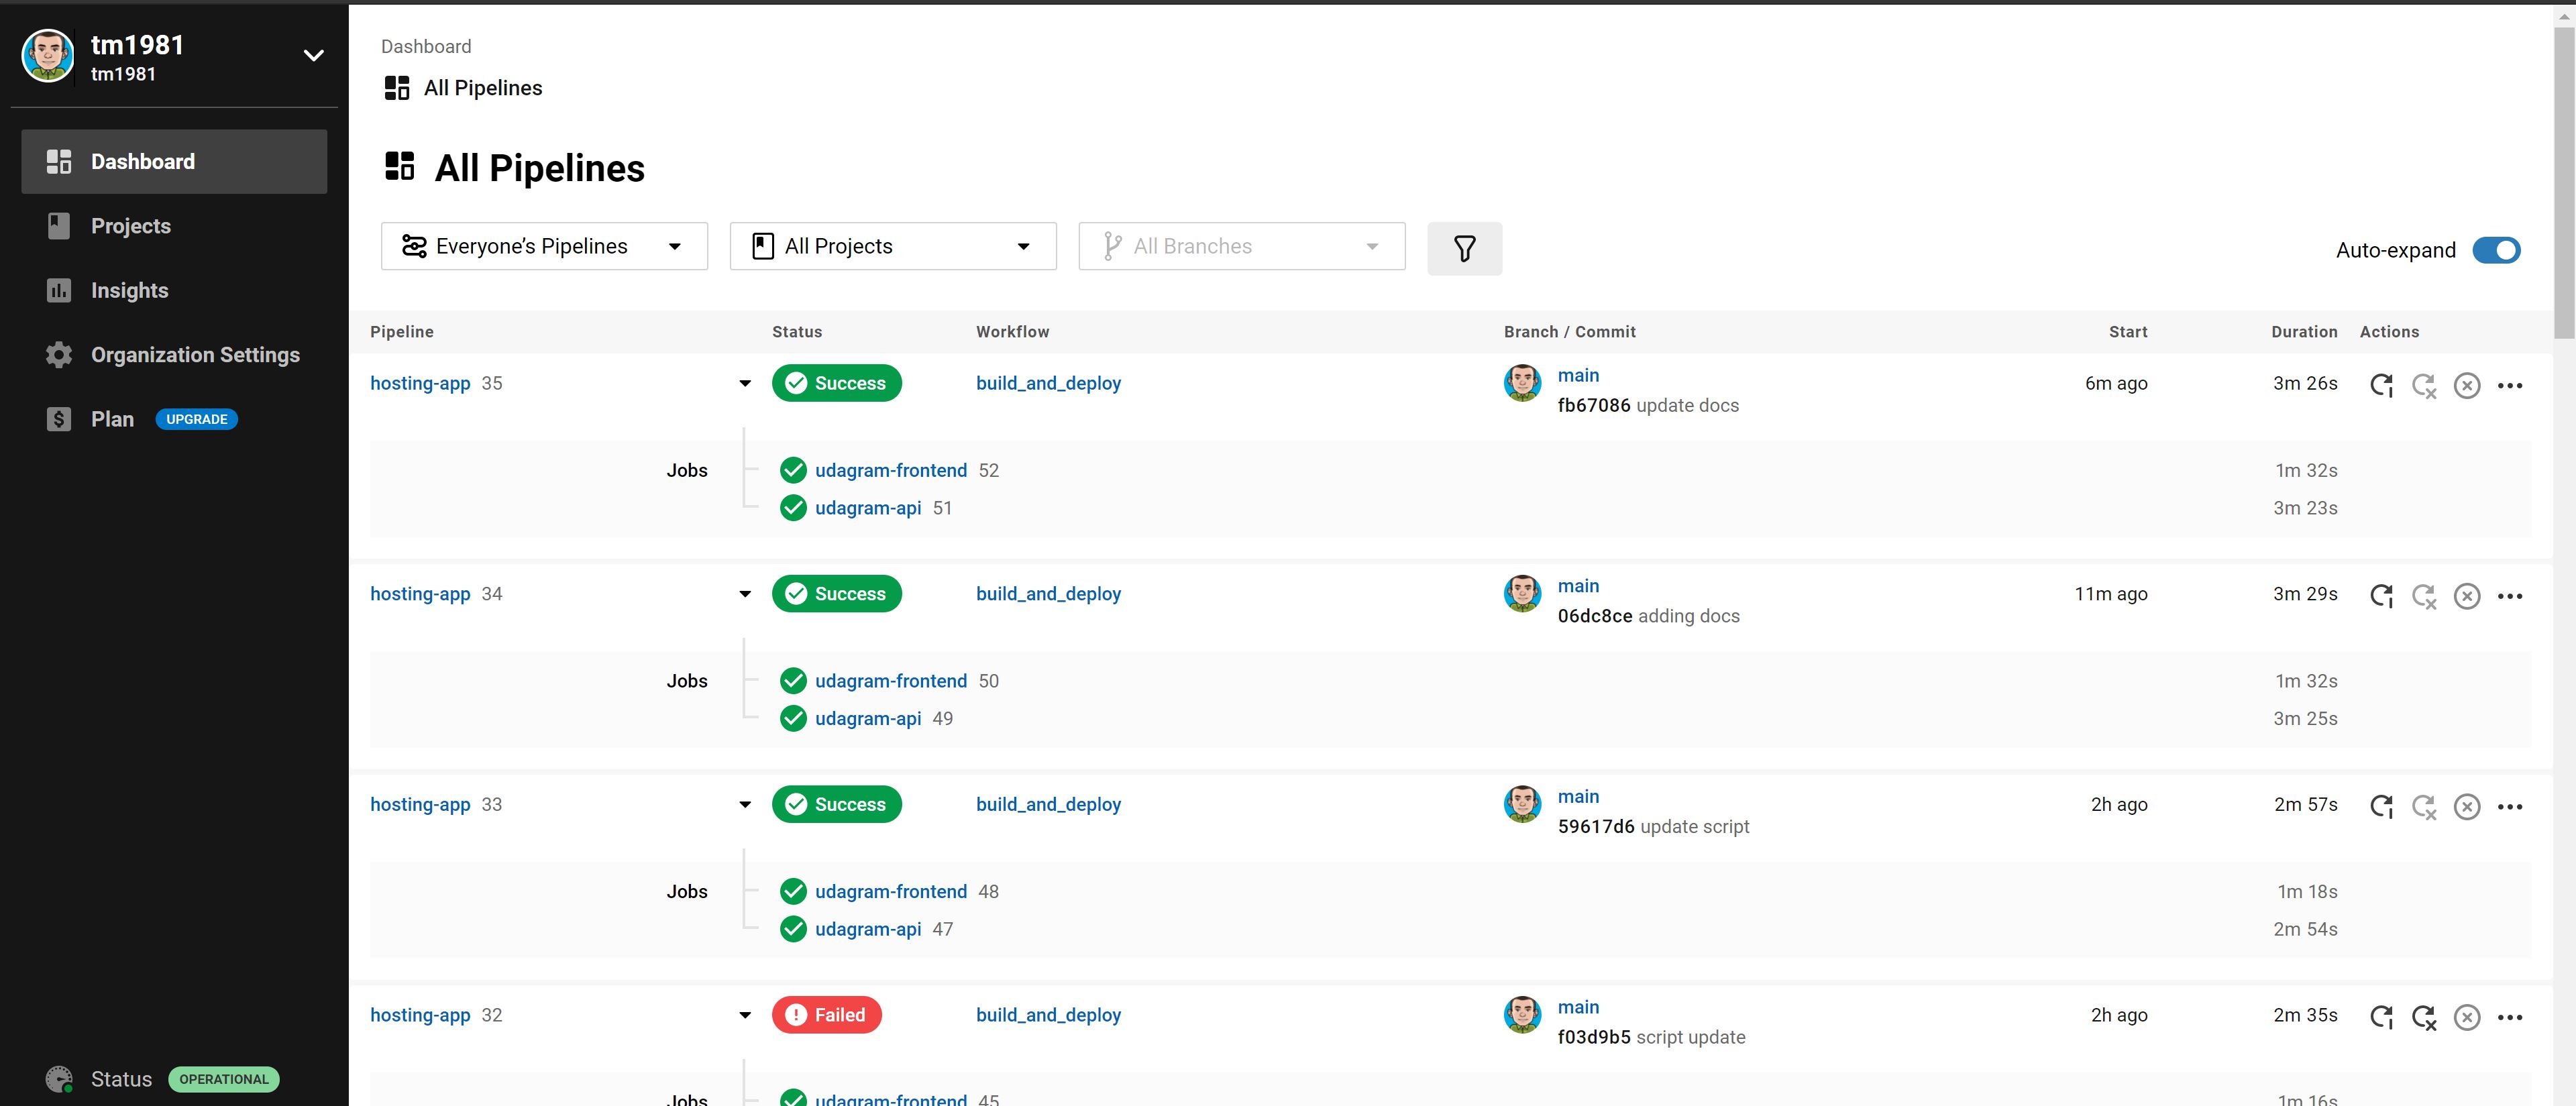 tm1981
tm1981
Dashboard
Projects
Insights
Organization Settings
Plan UPGRADE
Status OPERATIONAL
Dashboard
All Pipelines
All Pipelines
Everyone’s Pipelines All Projects All Branches Auto-expand
Pipeline Status Workflow Branch / Commit Start Duration Actions
hosting-app 35 Success build_and_deploy main 6m ago 3m 26s
fb67086 update docs
Jobs udagram-frontend 52 1m 32s
udagram-api 51 3m 23s
hosting-app 34 Success build_and_deploy main 11m ago 3m 29s
06dc8ce adding docs
Jobs udagram-frontend 50 1m 32s
udagram-api 49 3m 25s
hosting-app 33 Success build_and_deploy main 2h ago 2m 57s
59617d6 update script
Jobs udagram-frontend 48 1m 18s
udagram-api 47 2m 54s
hosting-app 32 Failed build_and_deploy main 2h ago 2m 35s
f03d9b5 script update
Jobs udagram-frontend 45 1m 16s